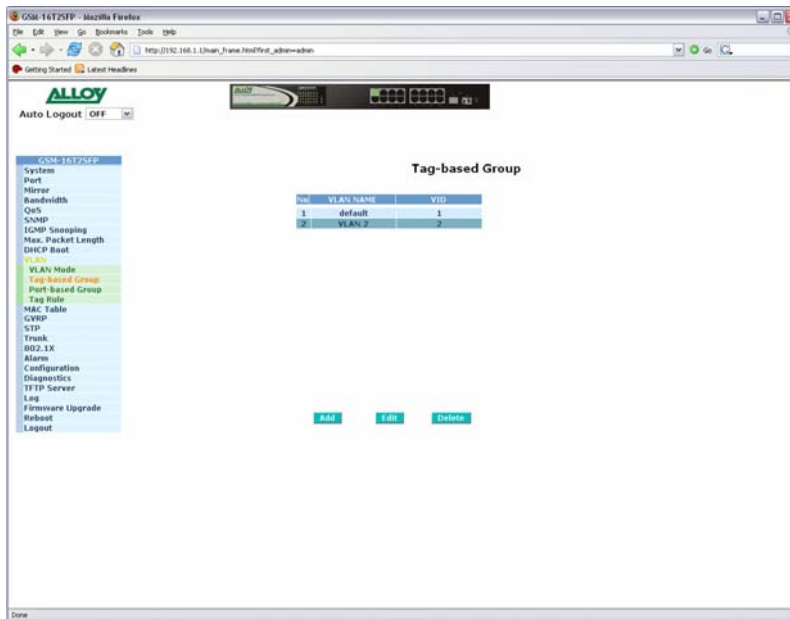 GSM-16T2SFP - Mozilla Firefox
File Edit View Go Bookmarks Tools Help
http://192.168.1.1/main_frame.html?first_admin=admin
Go
Getting Started Latest Headlines
ALLOY
Auto Logout OFF
GSM-16T2SFP
System
Port
Mirror
Bandwidth
QoS
SNMP
IGMP Snooping
Max. Packet Length
DHCP Boot
VLAN
VLAN Mode
Tag-based Group
Port-based Group
Tag Rule
MAC Table
GVRP
STP
Trunk
802.1X
Alarm
Configuration
Diagnostics
TFTP Server
Log
Firmware Upgrade
Reboot
Logout
Tag-based Group
No VLAN NAME VID
1 default 1
2 VLAN 2 2
Add Edit Delete
Done